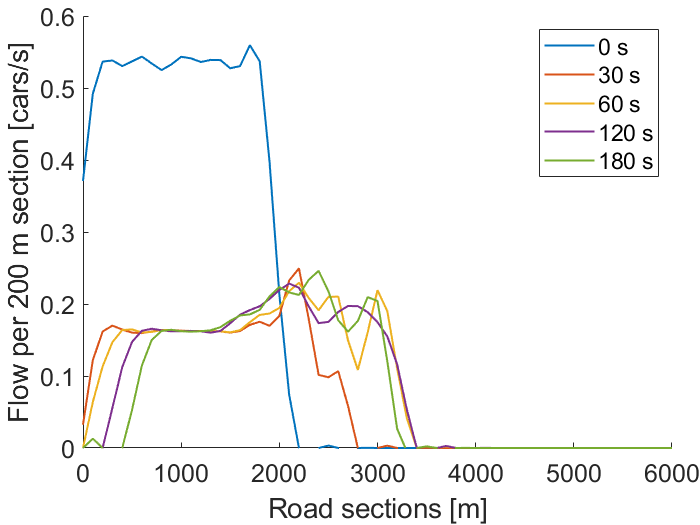 Flow per 200 m section [cars/s]
0.6
0.5
0.4
0.3
0.2
0.1
0
0 1000 2000 3000 4000 5000 6000
Road sections [m]
0 s
30 s
60 s
120 s
180 s